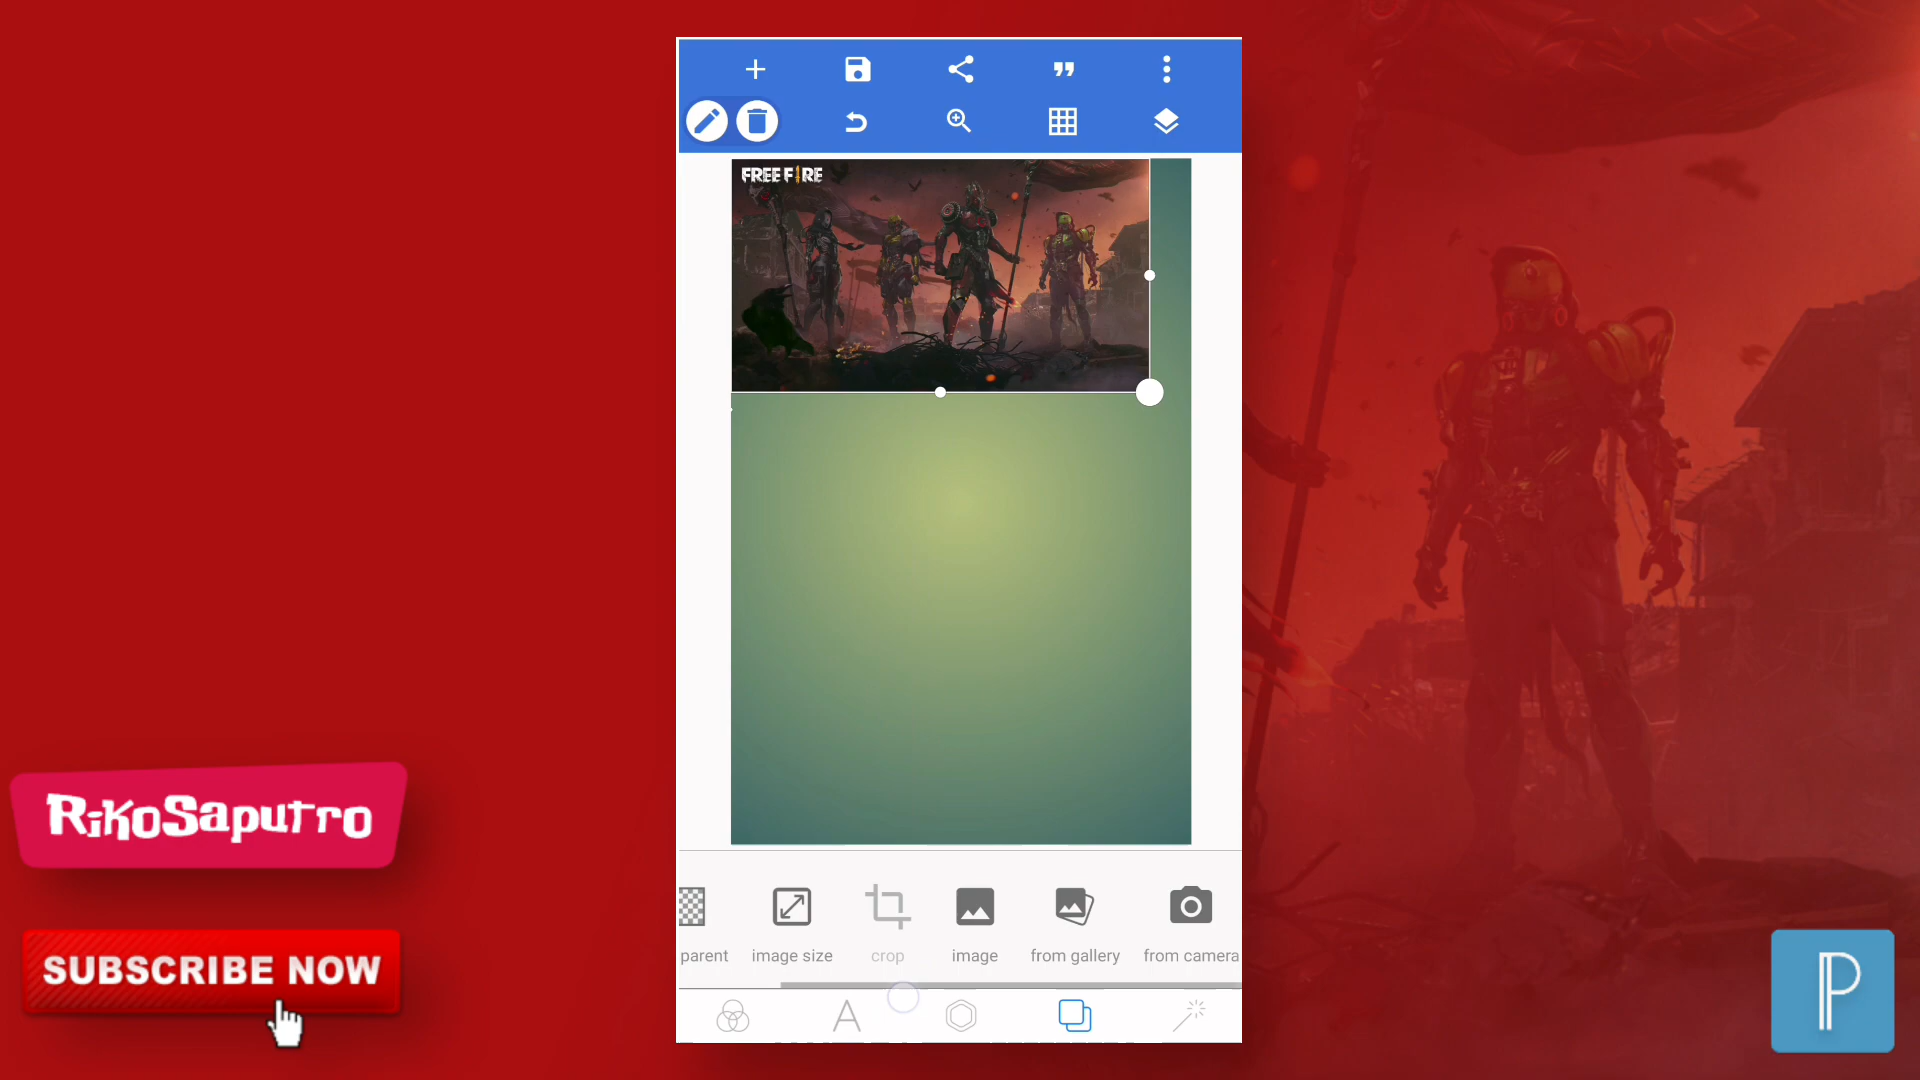 FREE FIRE
parent
image size
crop
image
from gallery
from camera
RikoSaputro
SUBSCRIBE NOW